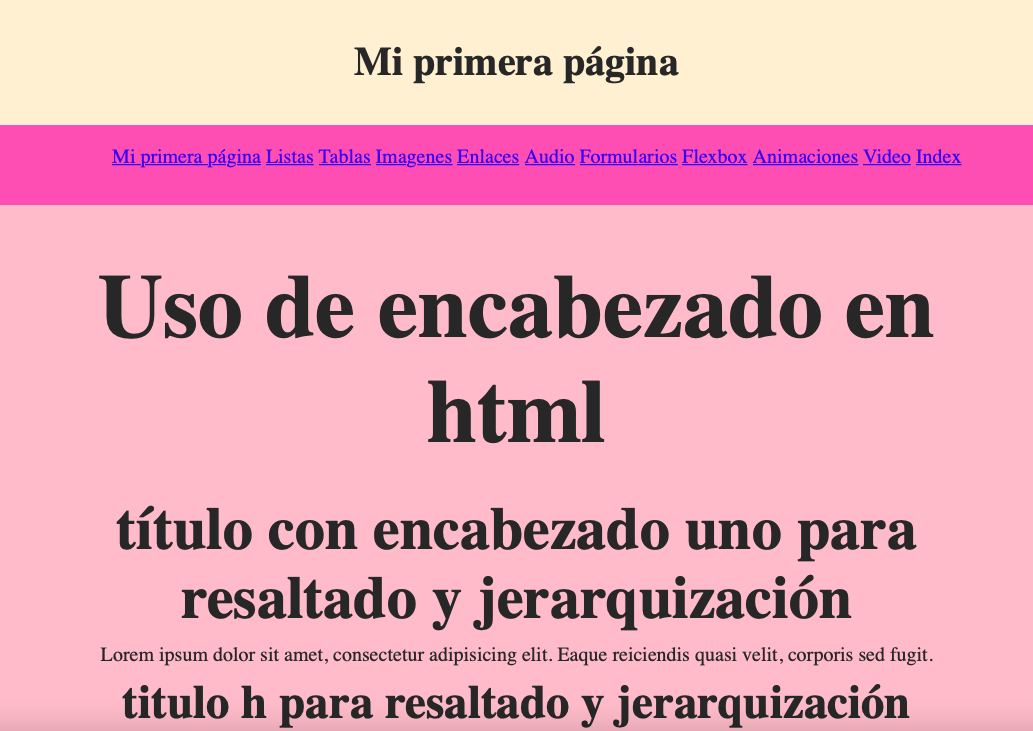 Mi primera página
Mi primera página Listas Tablas Imagenes Enlaces Audio Formularios Flexbox Animaciones Video Index
Uso de encabezado en
html
título con encabezado uno para
resaltado y jerarquización
Lorem ipsum dolor sit amet, consectetur adipisicing elit. Eaque reiciendis quasi velit, corporis sed fugit.
titulo h para resaltado y jerarquización